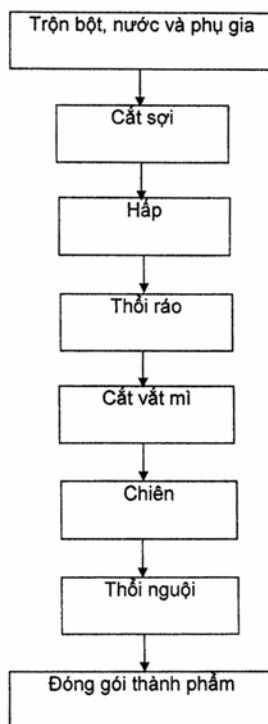 Trộn bột, nước và phụ gia
Cắt sợi
Hấp
Thổi ráo
Cắt vắt mì
Chiên
Thổi nguội
Đóng gói thành phẩm